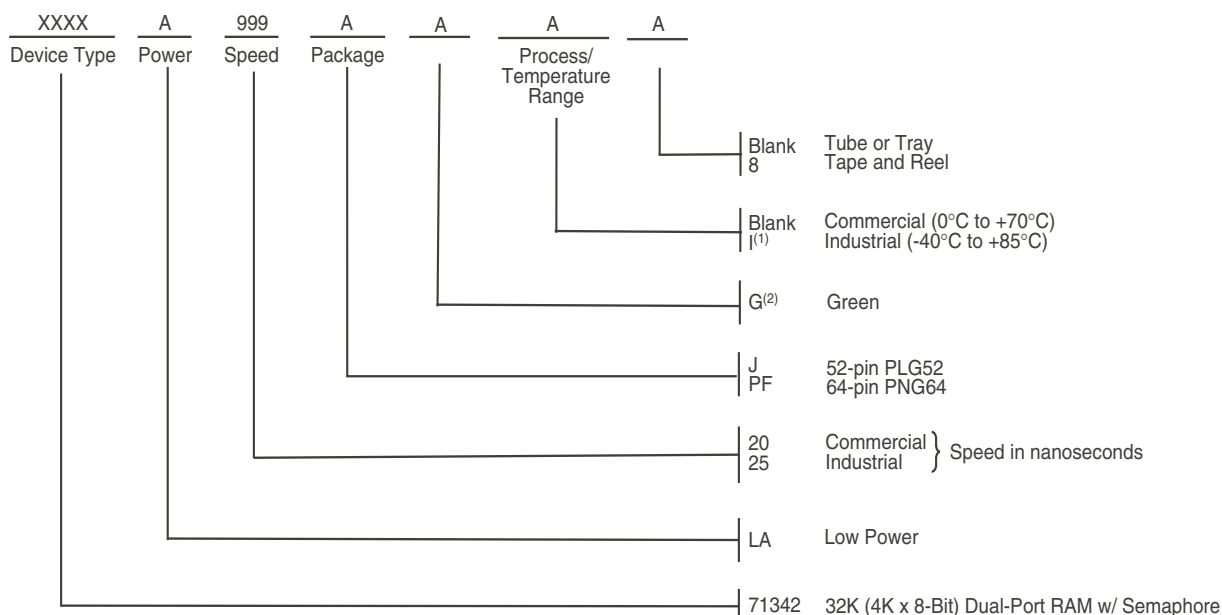 XXXX A 999 A A A A
Device Type Power Speed Package Process/
Temperature
Range
Blank Tube or Tray
8 Tape and Reel
Blank Commercial (0°C to +70°C)
I(1) Industrial (-40°C to +85°C)
G(2) Green
J 52-pin PLG52
PF 64-pin PNG64
20 Commercial
25 Industrial } Speed in nanoseconds
LA Low Power
71342 32K (4K x 8-Bit) Dual-Port RAM w/ Semaphore